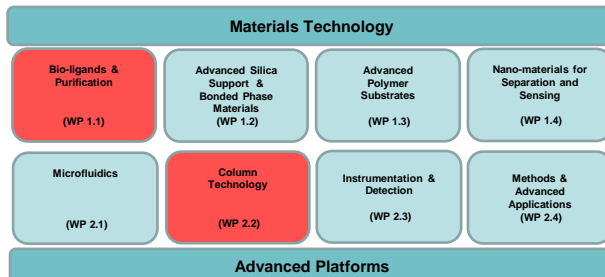 Materials Technology
Bio-ligands &
Purification
(WP 1.1)
Advanced Silica
Support &
Bonded Phase
Materials
(WP 1.2)
Advanced
Polymer
Substrates
(WP 1.3)
Nano-materials for
Separation and
Sensing
(WP 1.4)
Microfluidics
(WP 2.1)
Column
Technology
(WP 2.2)
Instrumentation &
Detection
(WP 2.3)
Methods &
Advanced
Applications
(WP 2.4)
Advanced Platforms